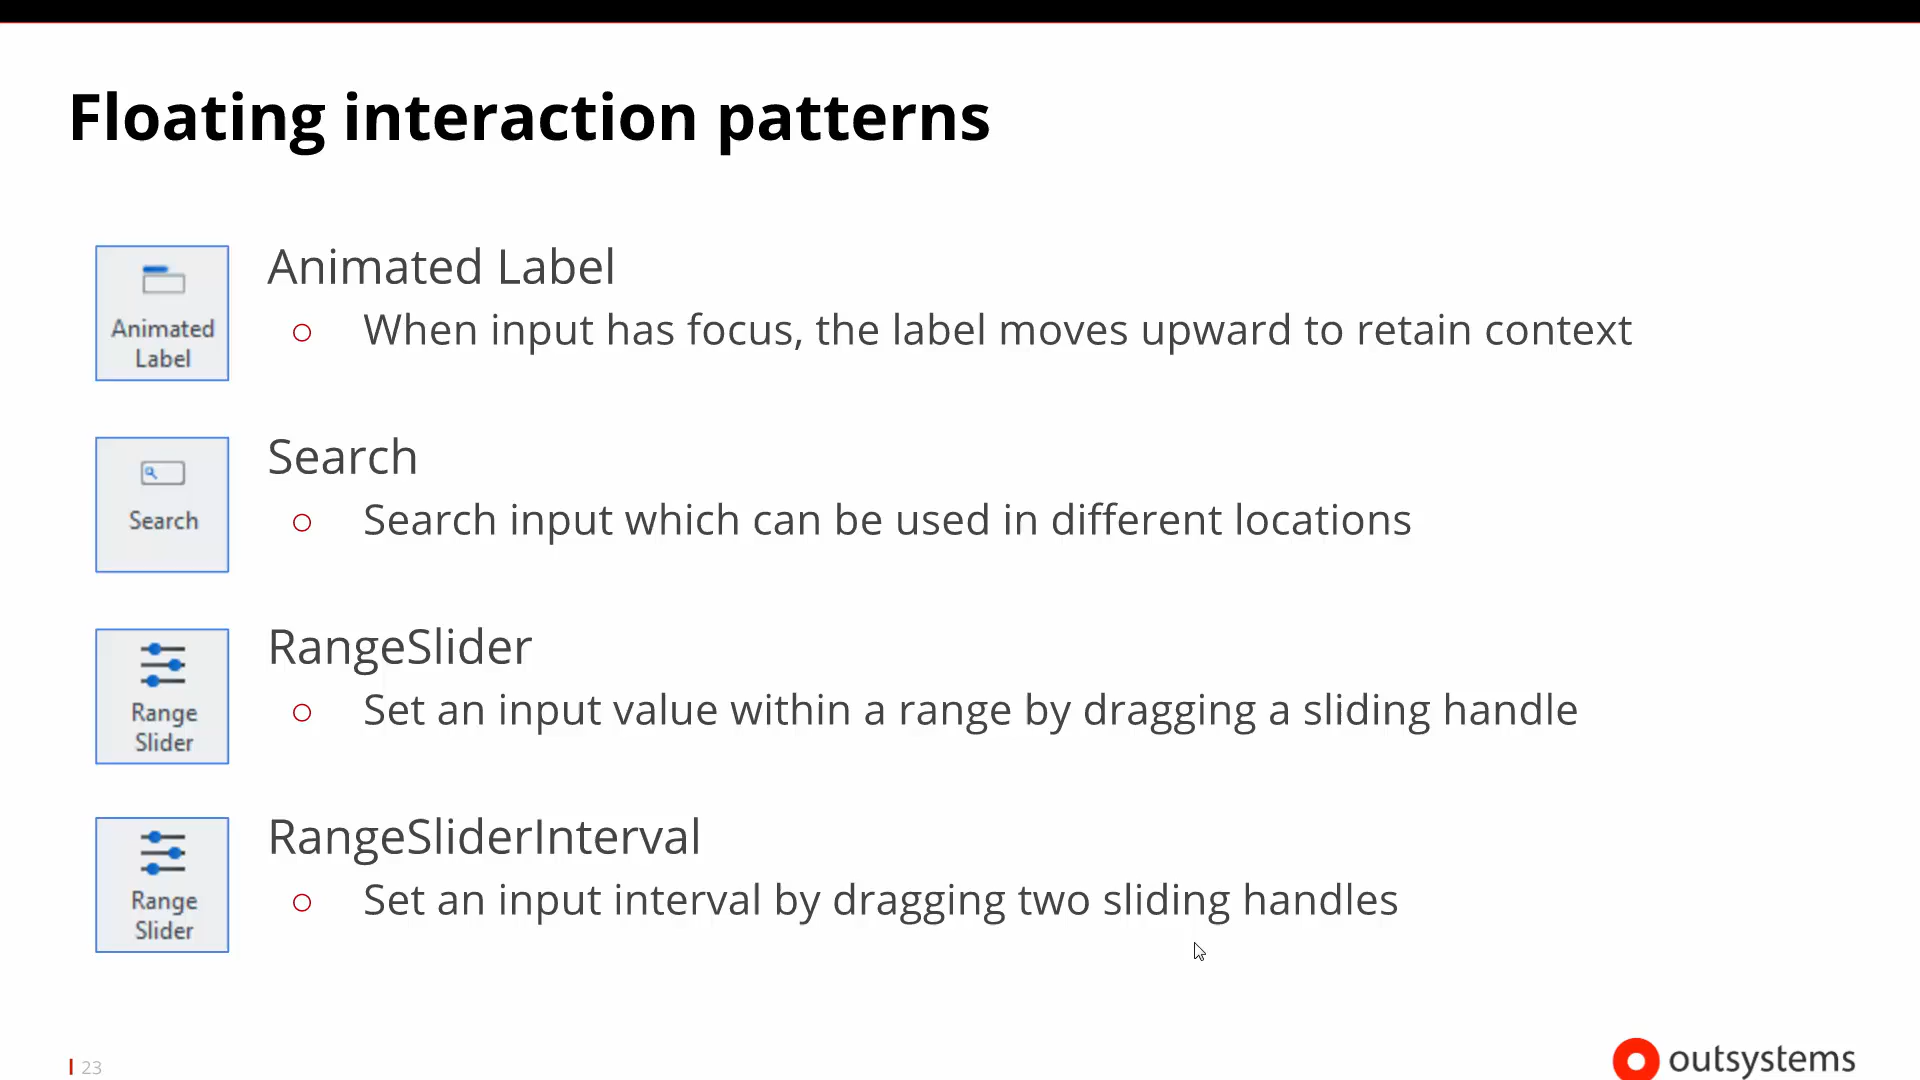 Floating interaction patterns
Animated
Label
Animated Label
○ When input has focus, the label moves upward to retain context
Search
Search
○ Search input which can be used in different locations
Range
Slider
RangeSlider
○ Set an input value within a range by dragging a sliding handle
Range
Slider
RangeSliderInterval
○ Set an input interval by dragging two sliding handles
23
outsystems